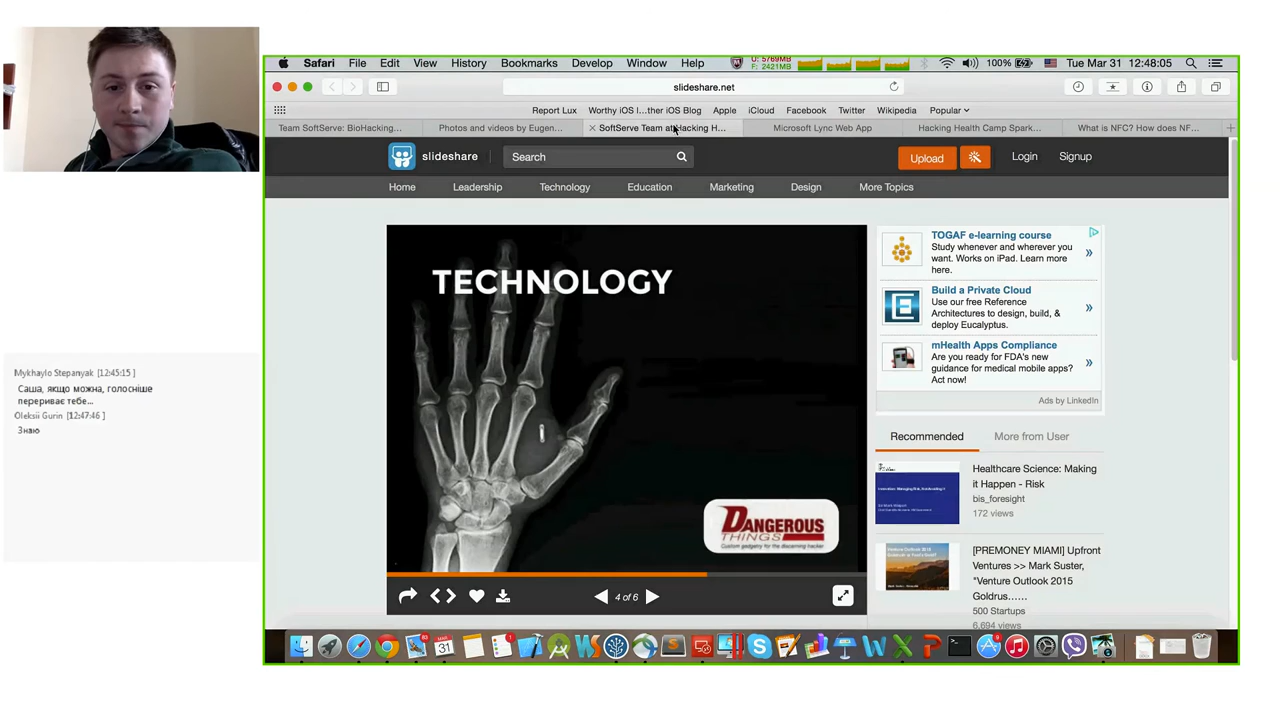 Safari File Edit View History Bookmarks Develop Window Help
U: 5769MB
F: 2421MB
100%
Tue Mar 31 12:48:05
slideshare.net
Report Lux Worthy iOS I...ther iOS Blog Apple iCloud Facebook Twitter Wikipedia Popular
Team SoftServe: BioHacking...
Photos and videos by Eugen...
SoftServe Team at Hacking H...
Microsoft Lync Web App
Hacking Health Camp Spark...
What is NFC? How does NF...
slideshare
Search
Upload
Login
Signup
Home Leadership Technology Education Marketing Design More Topics
TECHNOLOGY
DANGEROUS
THINGS
Custom gadgetry for the discerning hacker
4 of 6
TOGAF e-learning course
Study whenever and wherever you
want. Works on iPad. Learn more
here.
Build a Private Cloud
Use our free Reference
Architectures to design, build, &
deploy Eucalyptus.
mHealth Apps Compliance
Are you ready for FDA's new
guidance for medical mobile apps?
Act now!
Ads by LinkedIn
Recommended More from User
Healthcare Science: Making
it Happen - Risk
bis_foresight
172 views
[PREMONEY MIAMI] Upfront
Ventures >> Mark Suster,
"Venture Outlook 2015
Goldrus……
500 Startups
6,694 views
Mykhaylo Stepanyak [12:45:15]
Саша, якщо можна, голосніше
перериває тебе...
Oleksii Gurin [12:47:46]
Знаю